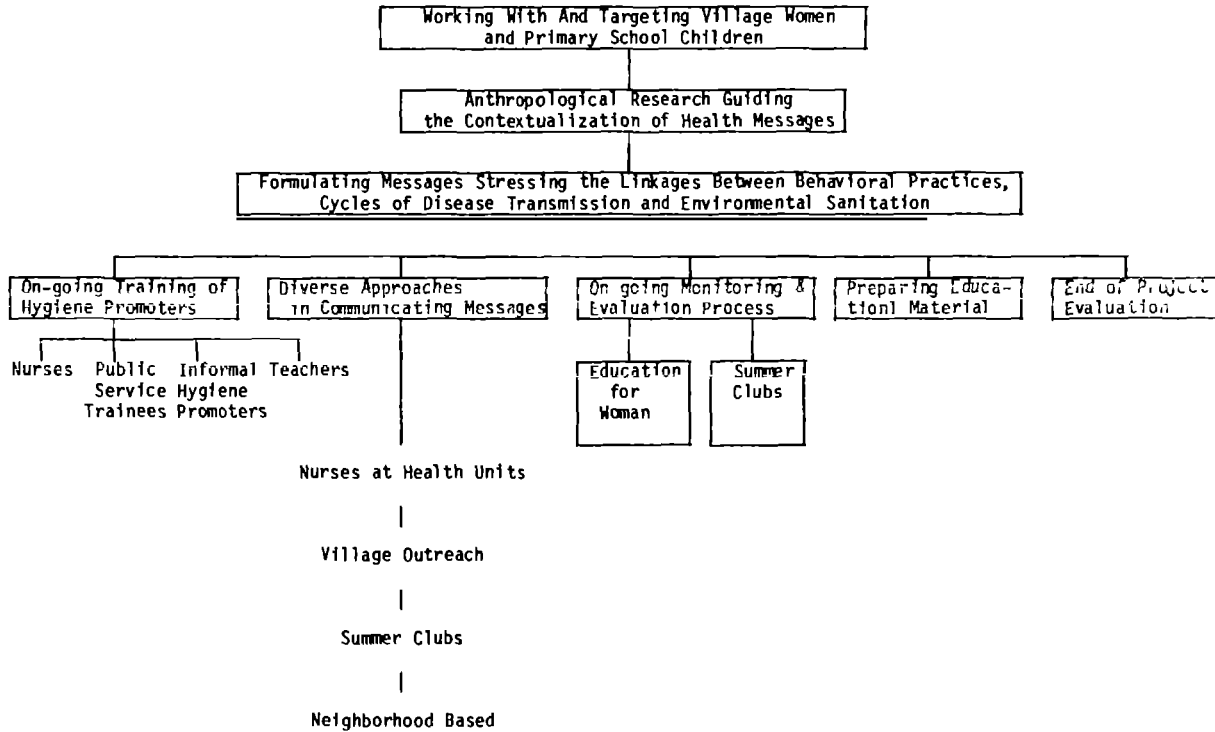 Working With And Targeting Village Women
and Primary School Children
Anthropological Research Guiding
the Contextualization of Health Messages
Formulating Messages Stressing the Linkages Between Behavioral Practices,
Cycles of Disease Transmission and Environmental Sanitation
On-going Training of
Hygiene Promoters
Diverse Approaches
in Communicating Messages
On going Monitoring &
Evaluation Process
Preparing Educa-
tionl Material
End of Project
Evaluation
Nurses
Public
Service
Trainees
Informal
Hygiene
Promoters
Teachers
Education
for
Woman
Summer
Clubs
Nurses at Health Units
Village Outreach
Summer Clubs
Neighborhood Based